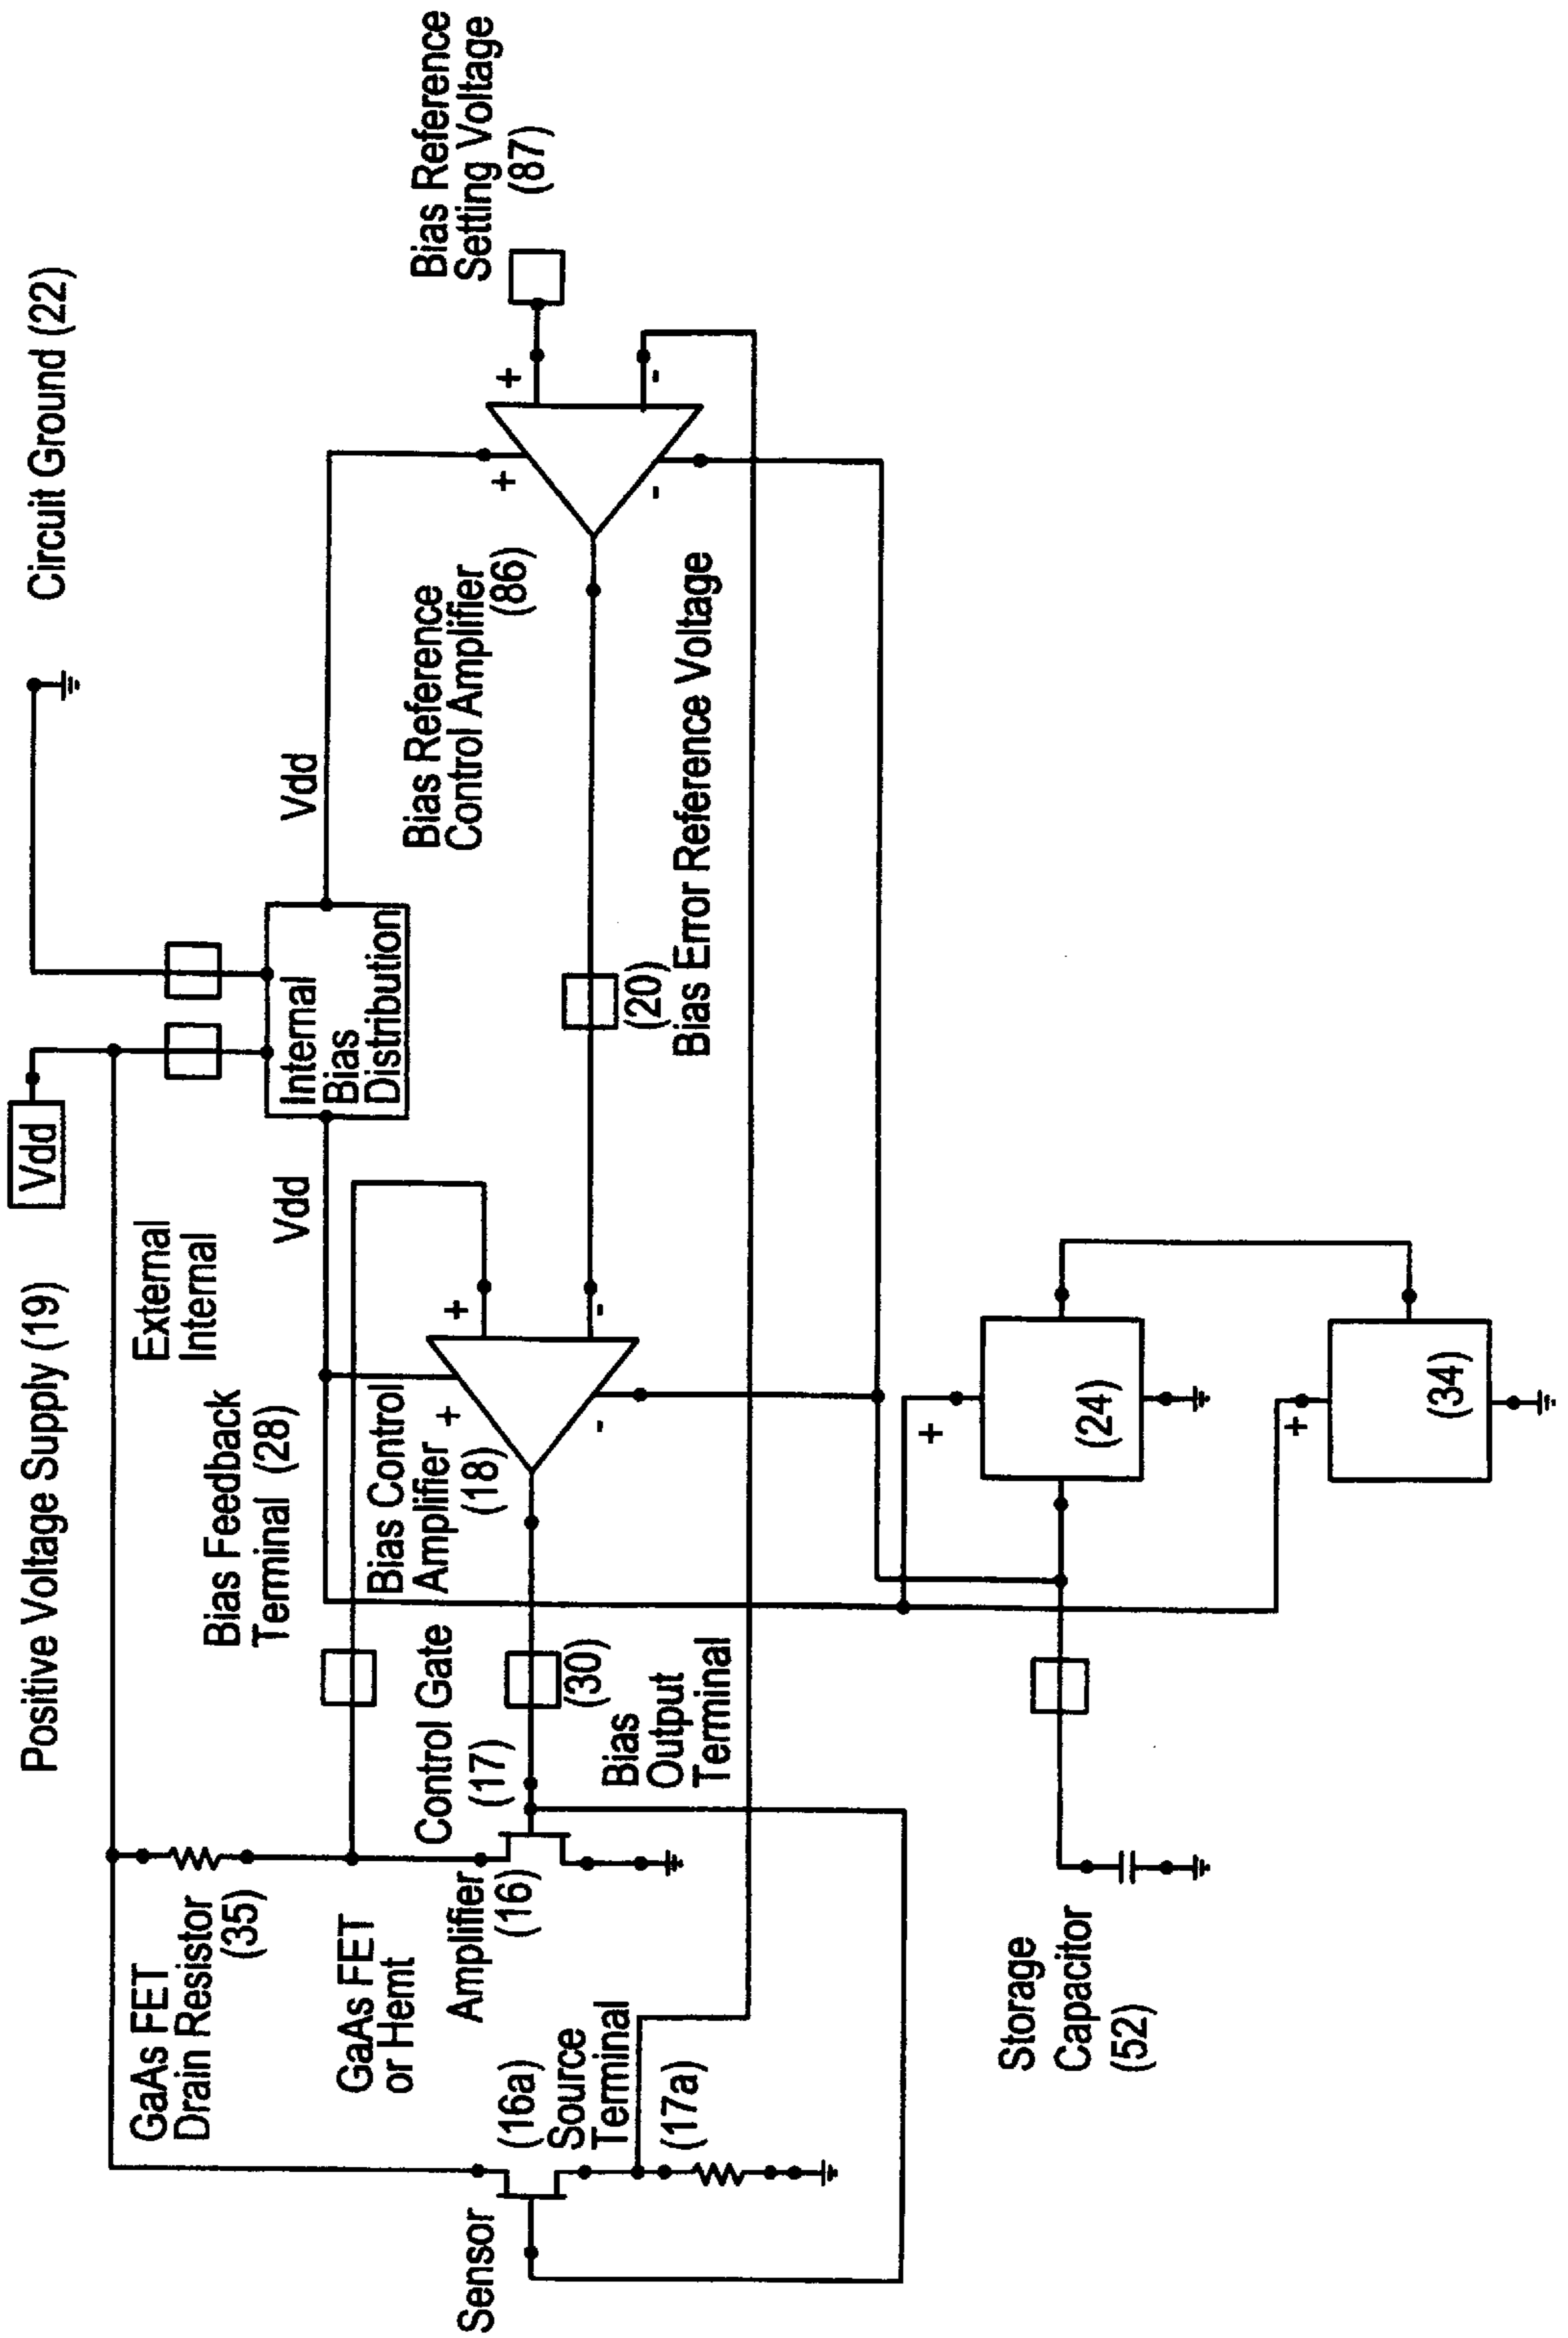 Positive Voltage Supply (19)
Vdd
Circuit Ground (22)
External
Internal
GaAs FET
Drain Resistor
(35)
Bias Feedback
Terminal (28)
Vdd
Internal
Bias
Distribution
Vdd
GaAs FET
or Hemt
Amplifier
(16)
Control Gate
(17)
Bias Control
Amplifier
(18)
+
-
+
-
Bias Reference
Control Amplifier
(86)
+
-
+
-
Bias Reference
Setting Voltage
(87)
Sensor
(16a)
Source
Terminal
(17a)
(30)
Bias
Output
Terminal
(20)
Bias Error Reference Voltage
Storage
Capacitor
(52)
+
(24)
+
(34)